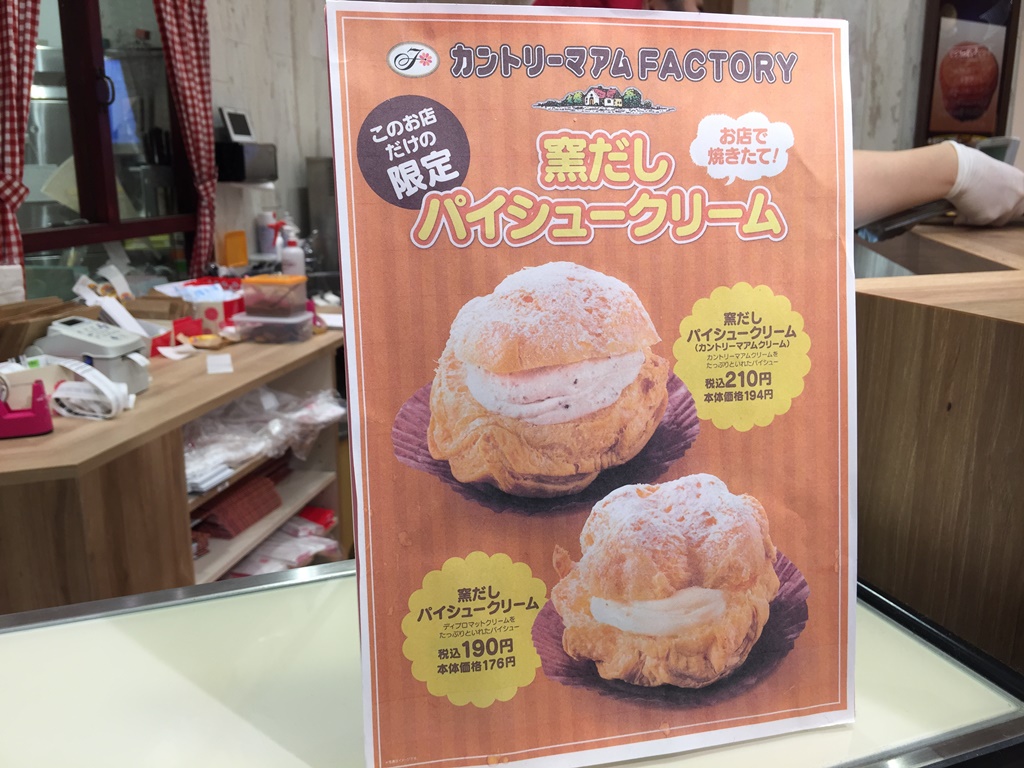 カントリーマアム FACTORY
このお店
だけの
限定
お店で
焼きたて!
窯だし
パイシュークリーム
窯だし
パイシュークリーム
(カントリーマアムクリーム)
カントリーマアムクリームを
たっぷりといれたパイシュー
税込210円
本体価格194円
窯だし
パイシュークリーム
ディプロマットクリームを
たっぷりといれたパイシュー
税込190円
本体価格176円